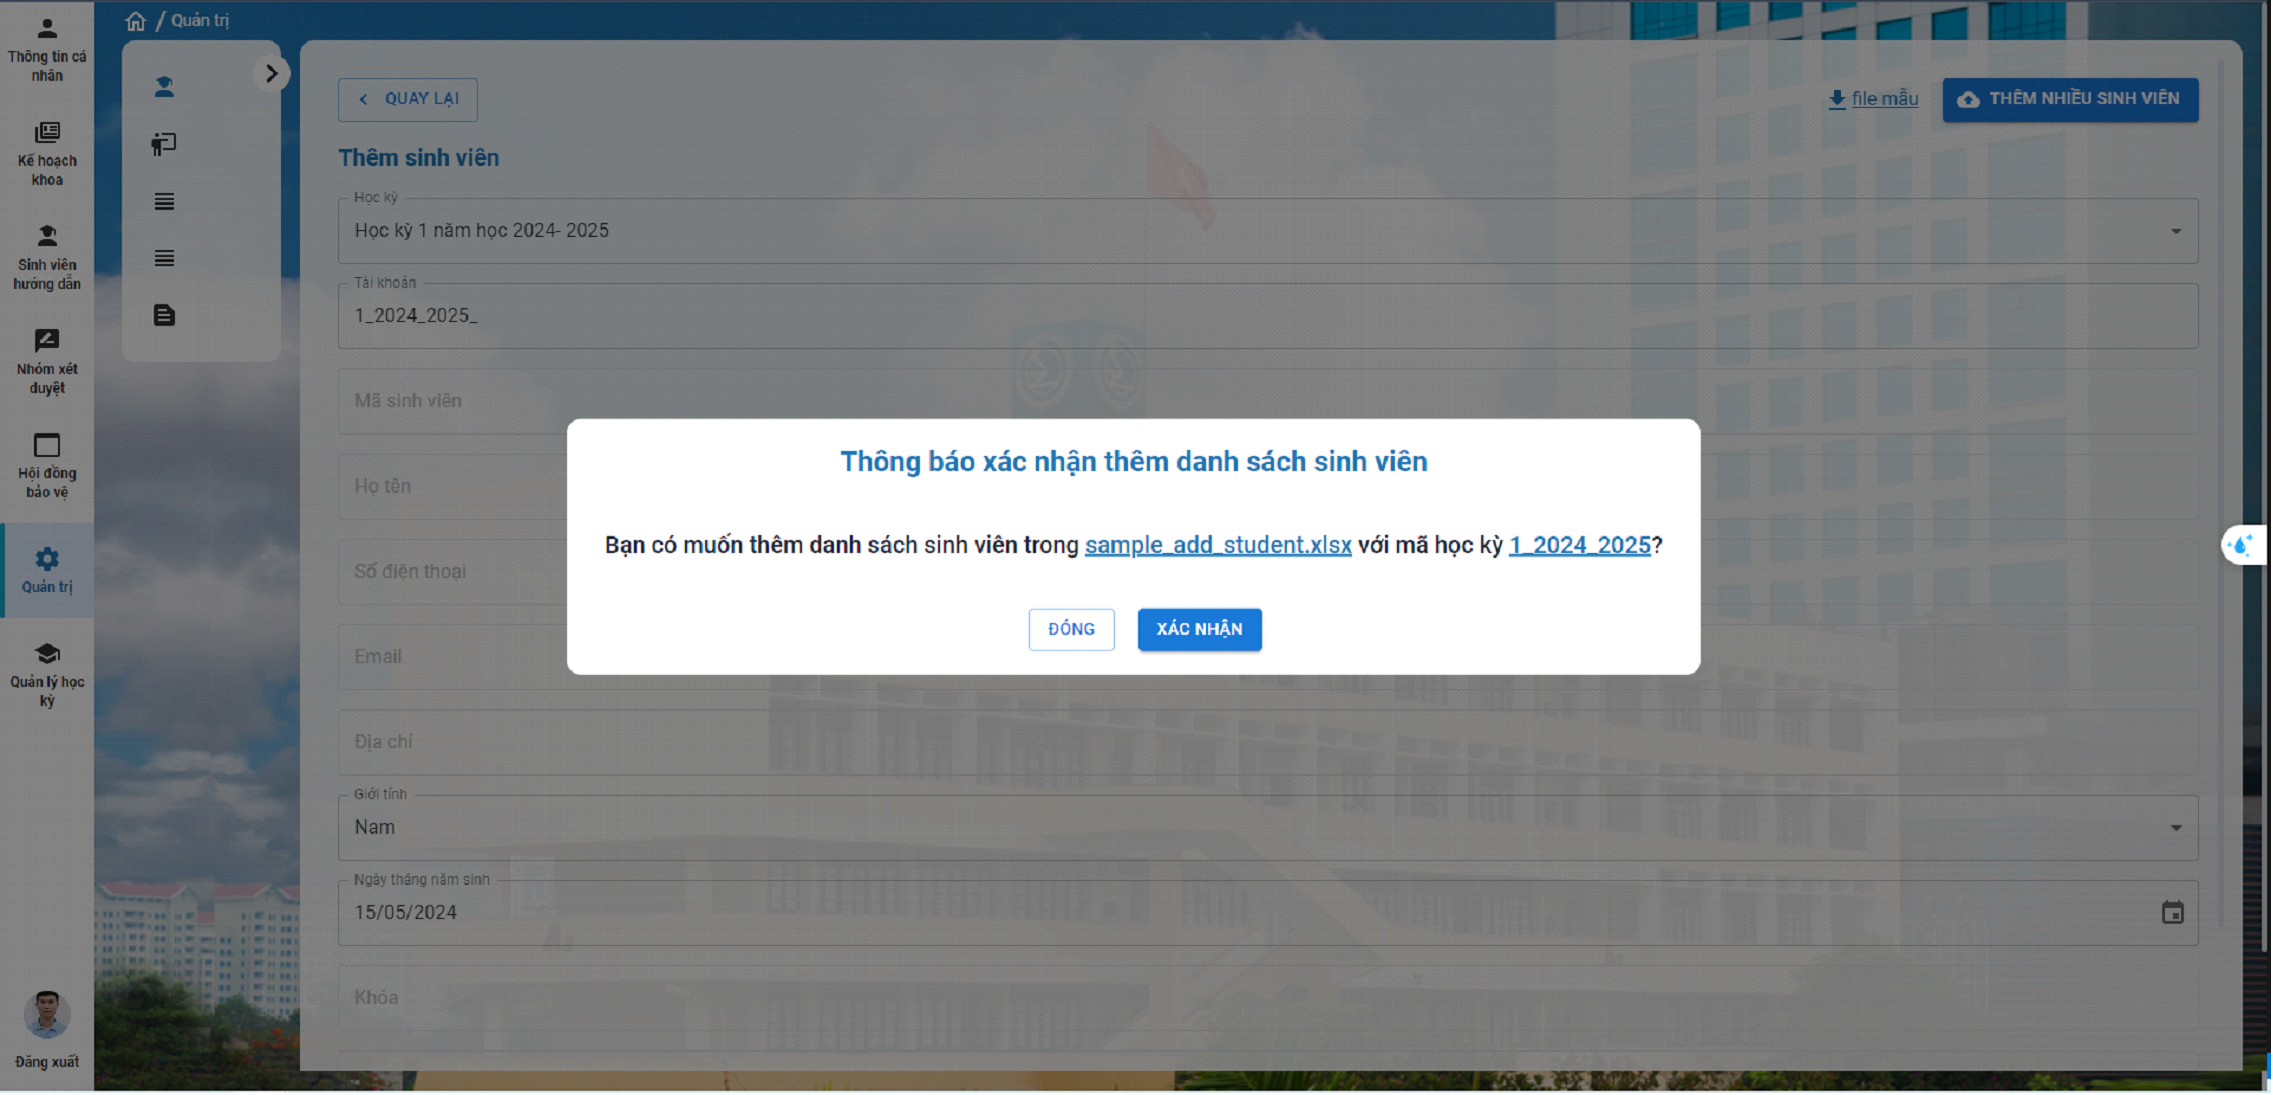 Quản trị
Thông tin cá
nhân
Kế hoạch
khoa
Sinh viên
hướng dẫn
Nhóm xét
duyệt
Hội đồng
bảo vệ
Quản trị
Quản lý học
kỳ
Đăng xuất
QUAY LẠI
file mẫu
THÊM NHIỀU SINH VIÊN
Thêm sinh viên
Học kỳ
Học kỳ 1 năm học 2024- 2025
Tài khoản
1_2024_2025_
Mã sinh viên
Họ tên
Số điện thoại
Email
Địa chỉ
Giới tính
Nam
Ngày tháng năm sinh
15/05/2024
Khóa
Thông báo xác nhận thêm danh sách sinh viên
Bạn có muốn thêm danh sách sinh viên trong sample_add_student.xlsx với mã học kỳ 1_2024_2025?
ĐÓNG
XÁC NHẬN